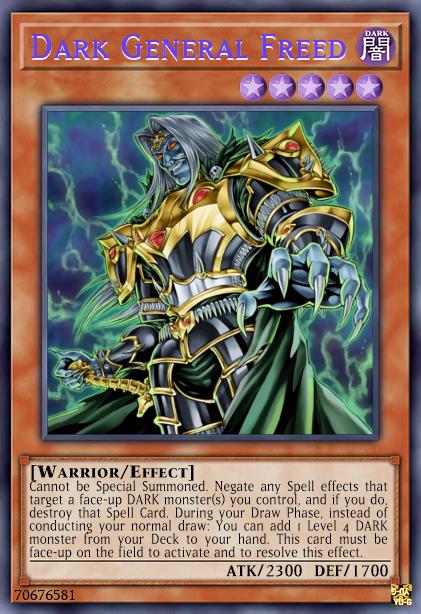 DARK GENERAL FREED
DARK
闇
[WARRIOR/EFFECT]
Cannot be Special Summoned. Negate any Spell effects that
target a face-up DARK monster(s) you control, and if you do,
destroy that Spell Card. During your Draw Phase, instead of
conducting your normal draw: You can add 1 Level 4 DARK
monster from your Deck to your hand. This card must be
face-up on the field to activate and to resolve this effect.
ATK/2300 DEF/1700
70676581